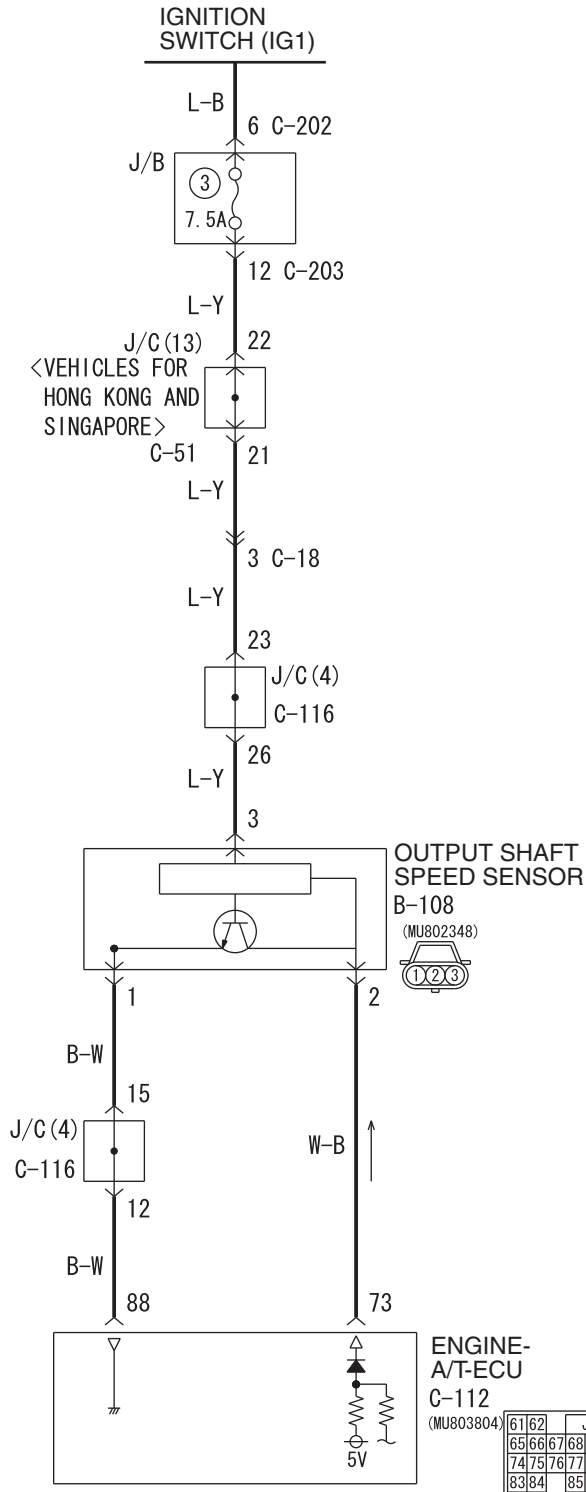 IGNITION
SWITCH (IG1)
L-B
6 C-202
J/B
3
7.5A
12 C-203
L-Y
J/C(13)
22
<VEHICLES FOR
HONG KONG AND
SINGAPORE>
C-51
21
L-Y
3 C-18
L-Y
23
J/C(4)
C-116
26
L-Y
3
OUTPUT SHAFT
SPEED SENSOR
B-108
(MU802348)
1 2 3
1
2
B-W
15
J/C(4)
C-116
W-B
12
B-W
88
73
ENGINE-
A/T-ECU
C-112
(MU803804)
61 62
65 66 67 68
74 75 76 77
83 84 85
5V